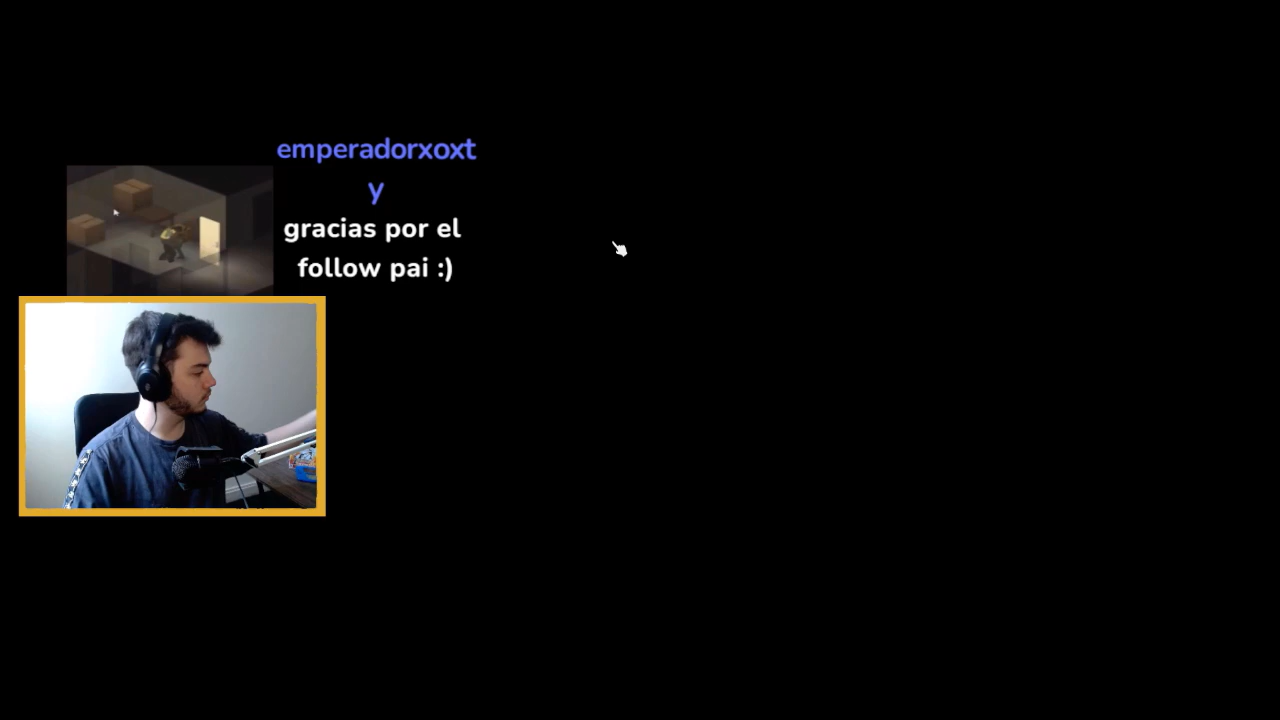 emperadorxoxt
y
gracias por el
follow pai :)